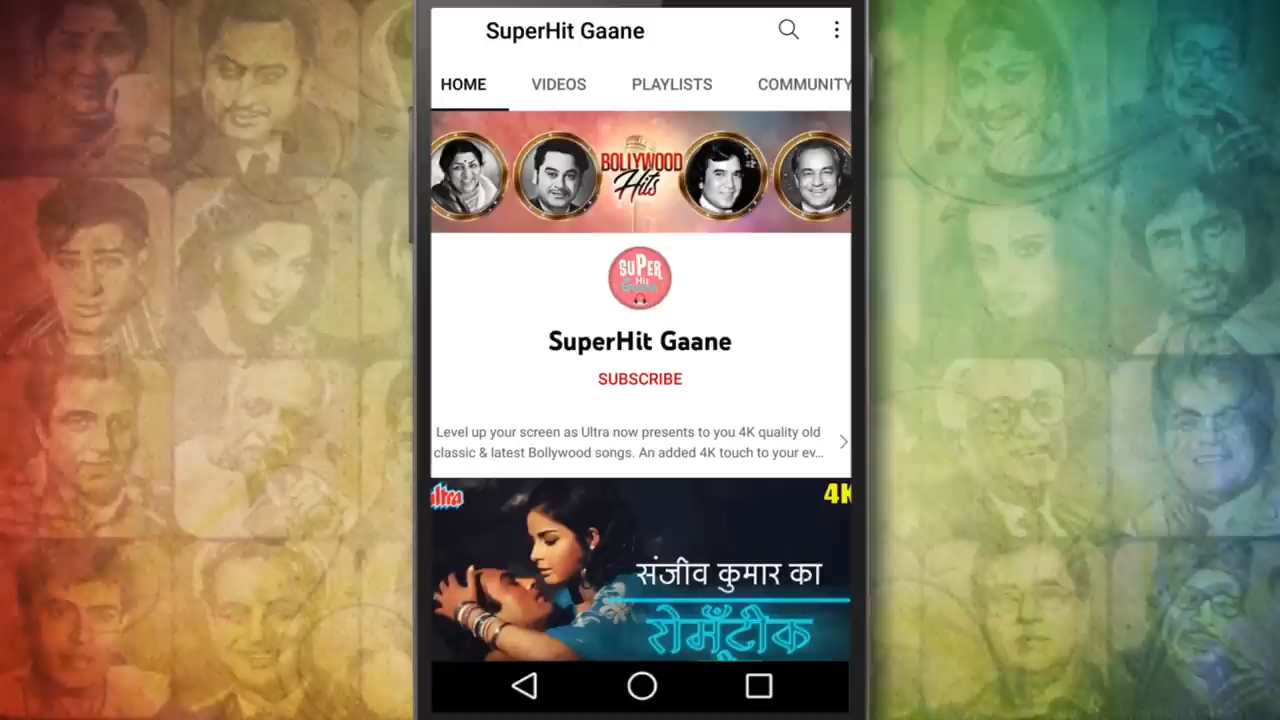 SuperHit Gaane
HOME VIDEOS PLAYLISTS COMMUNITY
BOLLYWOOD
Hits
SUPER
Hit
Gaane
SuperHit Gaane
SUBSCRIBE
Level up your screen as Ultra now presents to you 4K quality old
classic & latest Bollywood songs. An added 4K touch to your ev...
ultra 4K
संजीव कुमार का
रोमँटीक